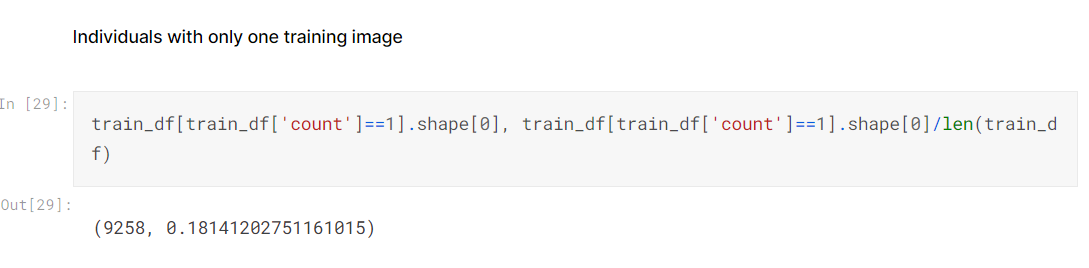 Individuals with only one training image
In [29]:
train_df[train_df['count']==1].shape[0], train_df[train_df['count']==1].shape[0]/len(train_d
f)
Out[29]:
(9258, 0.18141202751161015)